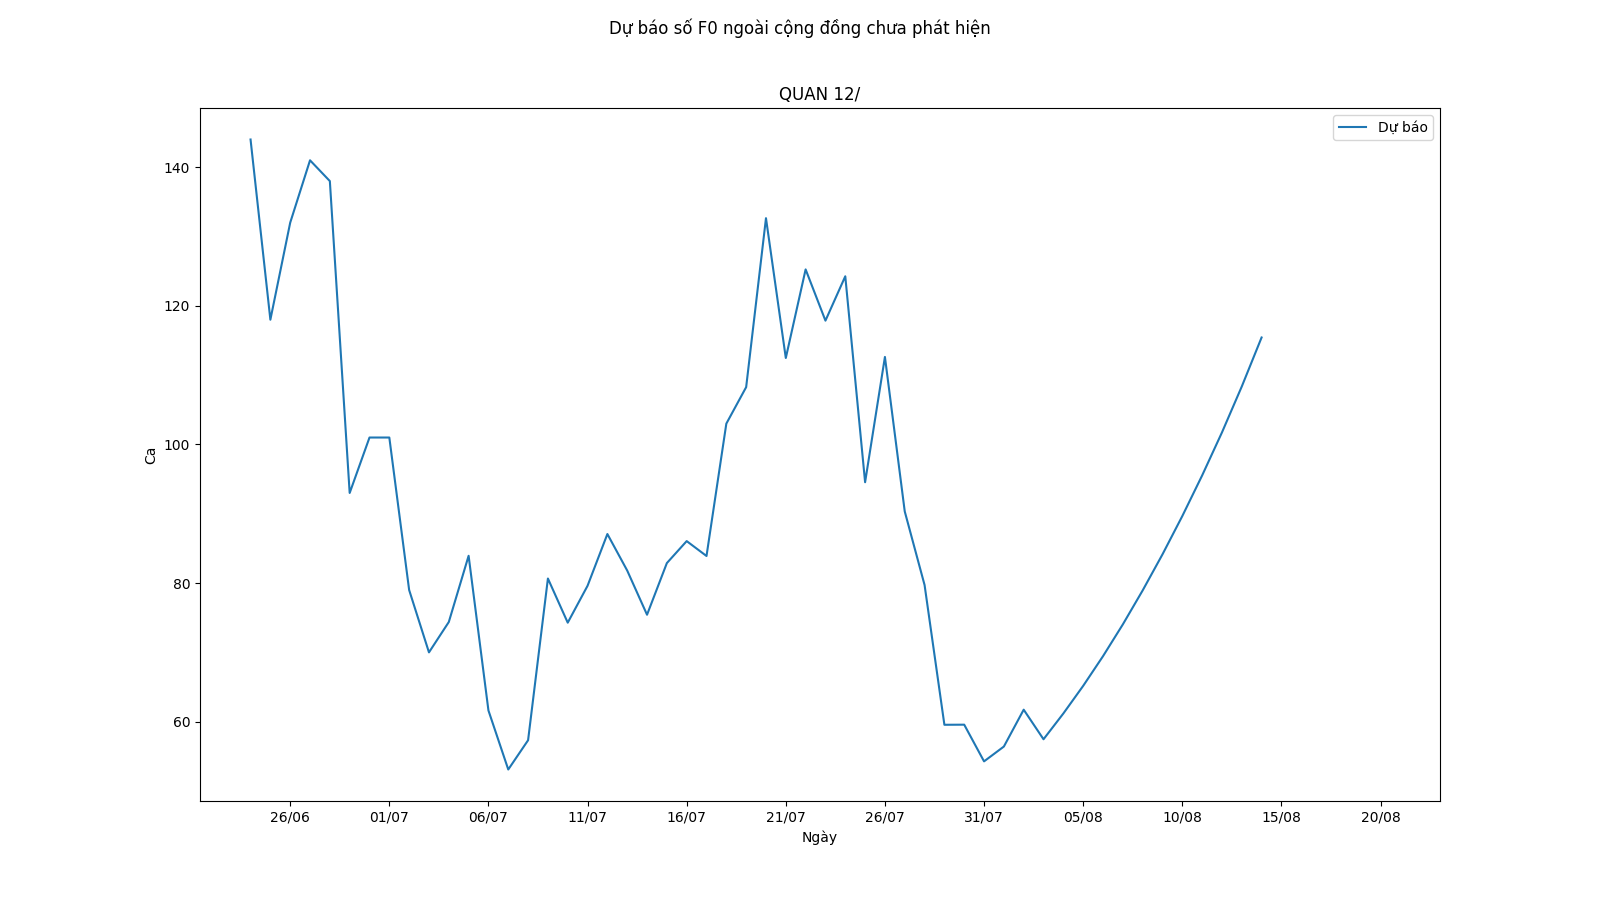 Dự báo số F0 ngoài cộng đồng chưa phát hiện
QUAN 12/
Dự báo
140
120
100
80
60
Ca
26/06 01/07 06/07 11/07 16/07 21/07 26/07 31/07 05/08 10/08 15/08 20/08
Ngày